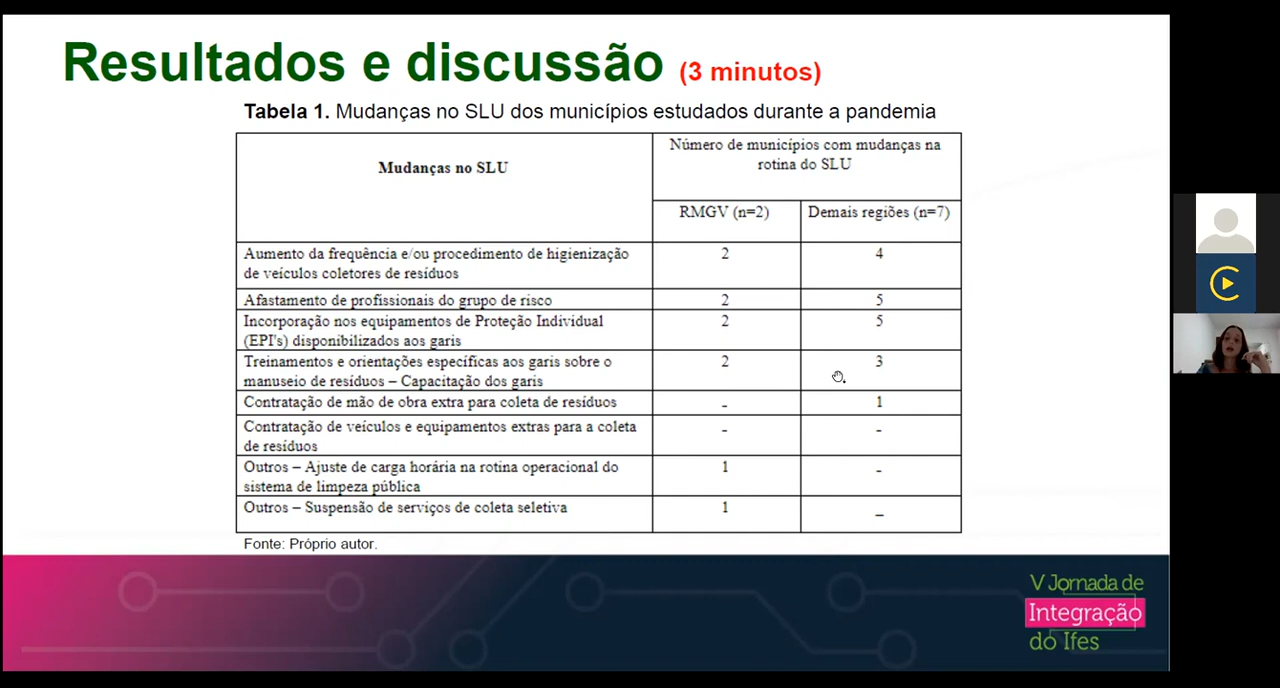 Resultados e discussão (3 minutos)
Tabela 1. Mudanças no SLU dos municípios estudados durante a pandemia
Mudanças no SLU
Número de municípios com mudanças na
rotina do SLU
RMGV (n=2)
Demais regiões (n=7)
Aumento da frequência e/ou procedimento de higienização
de veículos coletores de resíduos
2
4
Afastamento de profissionais do grupo de risco
2
5
Incorporação nos equipamentos de Proteção Individual
(EPI's) disponibilizados aos garis
2
5
Treinamentos e orientações específicas aos garis sobre o
manuseio de resíduos – Capacitação dos garis
2
3
Contratação de mão de obra extra para coleta de resíduos
-
1
Contratação de veículos e equipamentos extras para a coleta
de resíduos
-
-
Outros – Ajuste de carga horária na rotina operacional do
sistema de limpeza pública
1
-
Outros – Suspensão de serviços de coleta seletiva
1
–
Fonte: Próprio autor.
V Jornada de
Integração
do Ifes